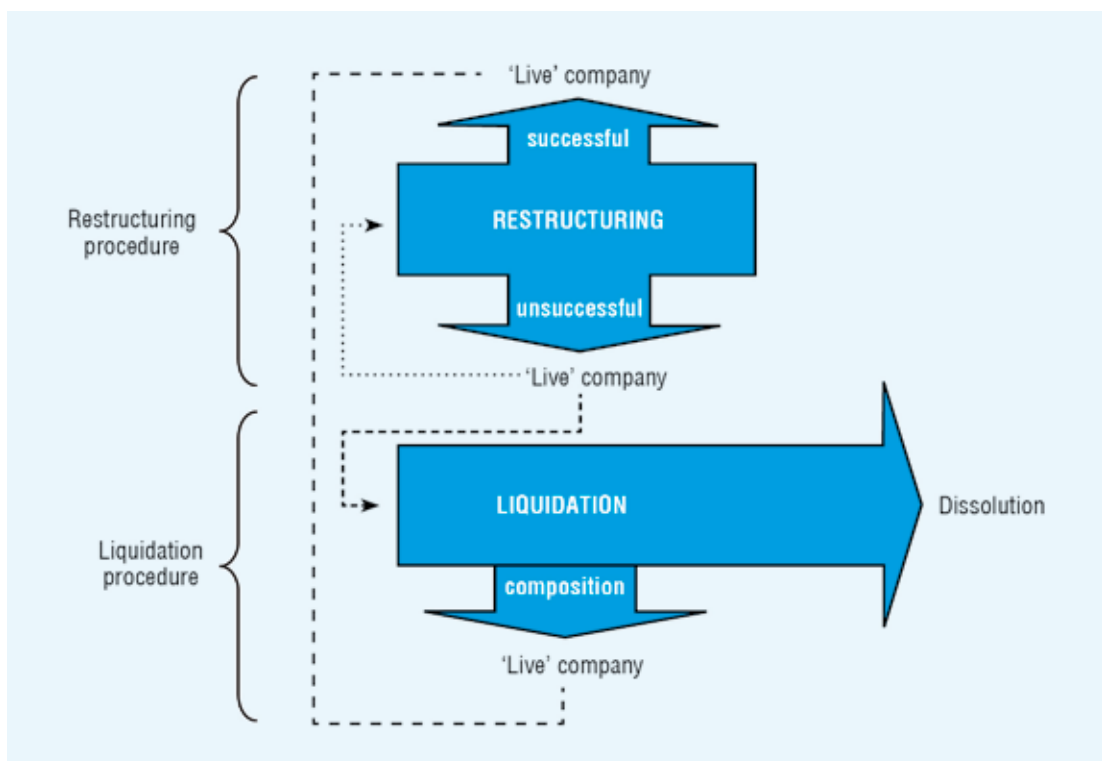 ‘Live’ company
successful
Restructuring
procedure
RESTRUCTURING
unsuccessful
‘Live’ company
LIQUIDATION
Dissolution
Liquidation
procedure
composition
‘Live’ company